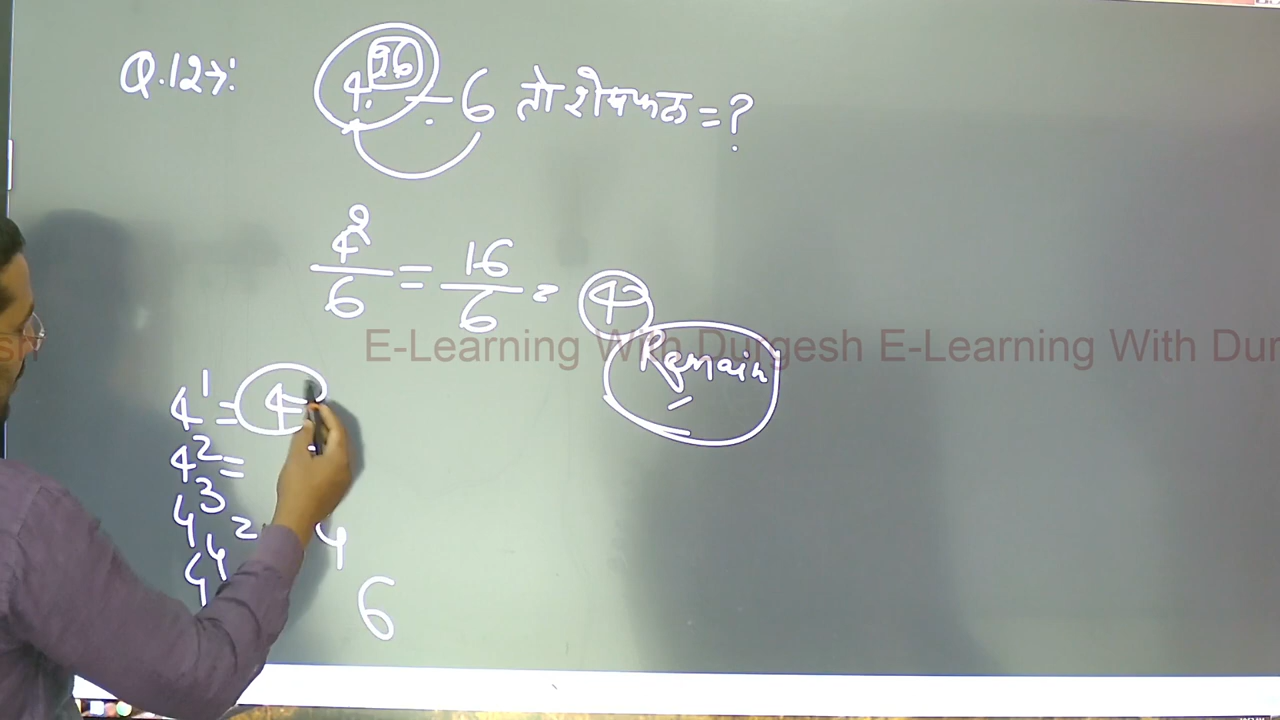 Q.12→: 4^96 ÷ 6 तो शेषफल = ?
4^2/6 = 16/6 = 4
Remain
E-Learning With Durgesh E-Learning With Dur
4^1 = 4
4^2 =
4^3
4^4
4
6